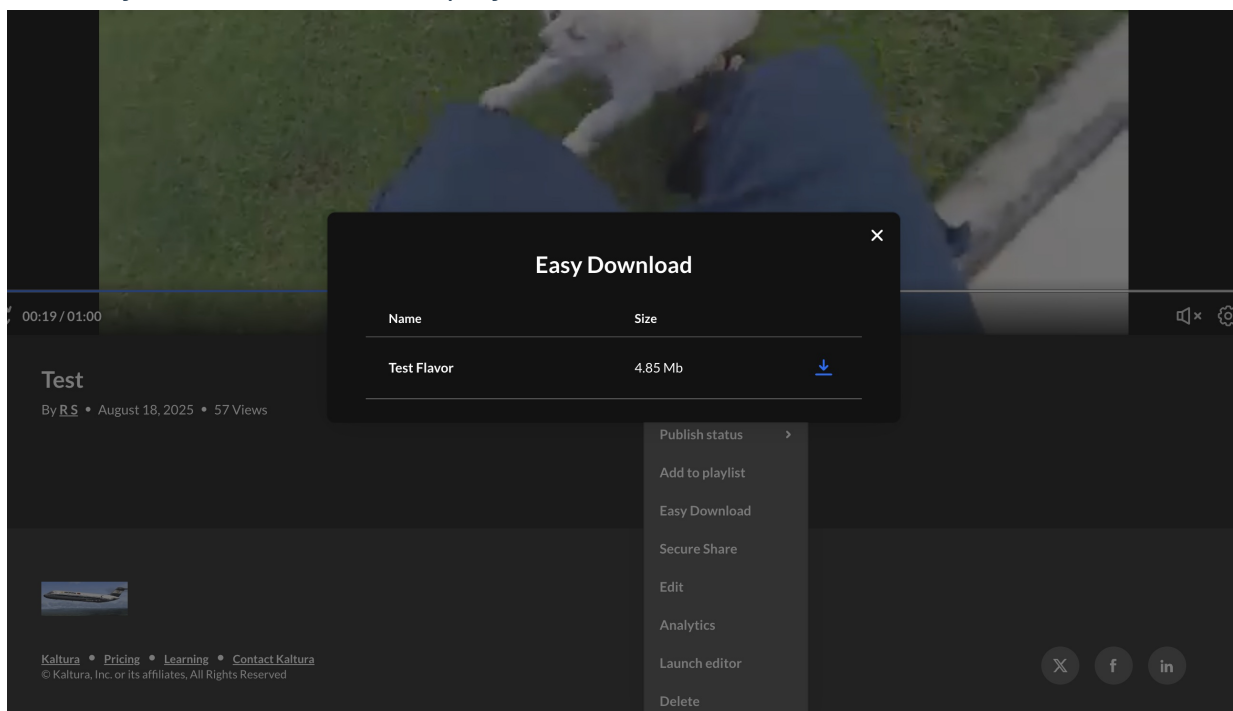 Easy Download
Name Size
Test Flavor 4.85 Mb
00:19 / 01:00
Test
By R S • August 18, 2025 • 57 Views
Publish status
Add to playlist
Easy Download
Secure Share
Edit
Analytics
Launch editor
Delete
Kaltura • Pricing • Learning • Contact Kaltura
© Kaltura, Inc. or its affiliates, All Rights Reserved
X f in